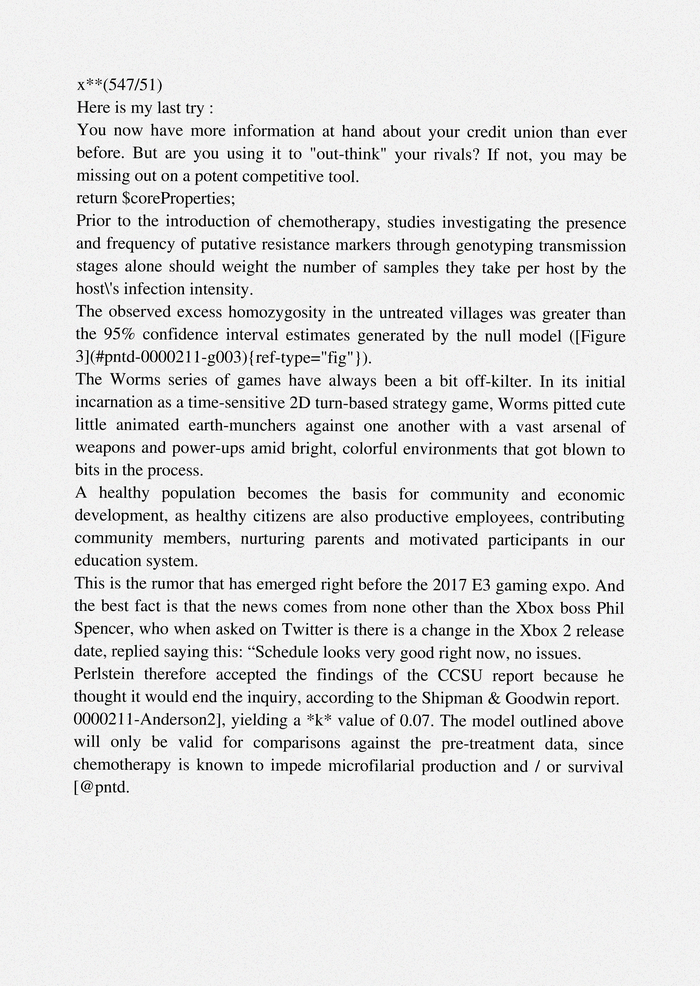 x**(547/51)
Here is my last try :
You now have more information at hand about your credit union than ever
before. But are you using it to "out-think" your rivals? If not, you may be
missing out on a potent competitive tool.
return $coreProperties;
Prior to the introduction of chemotherapy, studies investigating the presence
and frequency of putative resistance markers through genotyping transmission
stages alone should weight the number of samples they take per host by the
host\'s infection intensity.
The observed excess homozygosity in the untreated villages was greater than
the 95% confidence interval estimates generated by the null model ([Figure
3](#pntd-0000211-g003){ref-type="fig"}).
The Worms series of games have always been a bit off-kilter. In its initial
incarnation as a time-sensitive 2D turn-based strategy game, Worms pitted cute
little animated earth-munchers against one another with a vast arsenal of
weapons and power-ups amid bright, colorful environments that got blown to
bits in the process.
A healthy population becomes the basis for community and economic
development, as healthy citizens are also productive employees, contributing
community members, nurturing parents and motivated participants in our
education system.
This is the rumor that has emerged right before the 2017 E3 gaming expo. And
the best fact is that the news comes from none other than the Xbox boss Phil
Spencer, who when asked on Twitter is there is a change in the Xbox 2 release
date, replied saying this: “Schedule looks very good right now, no issues.
Perlstein therefore accepted the findings of the CCSU report because he
thought it would end the inquiry, according to the Shipman & Goodwin report.
0000211-Anderson2], yielding a *k* value of 0.07. The model outlined above
will only be valid for comparisons against the pre-treatment data, since
chemotherapy is known to impede microfilarial production and / or survival
[@pntd.